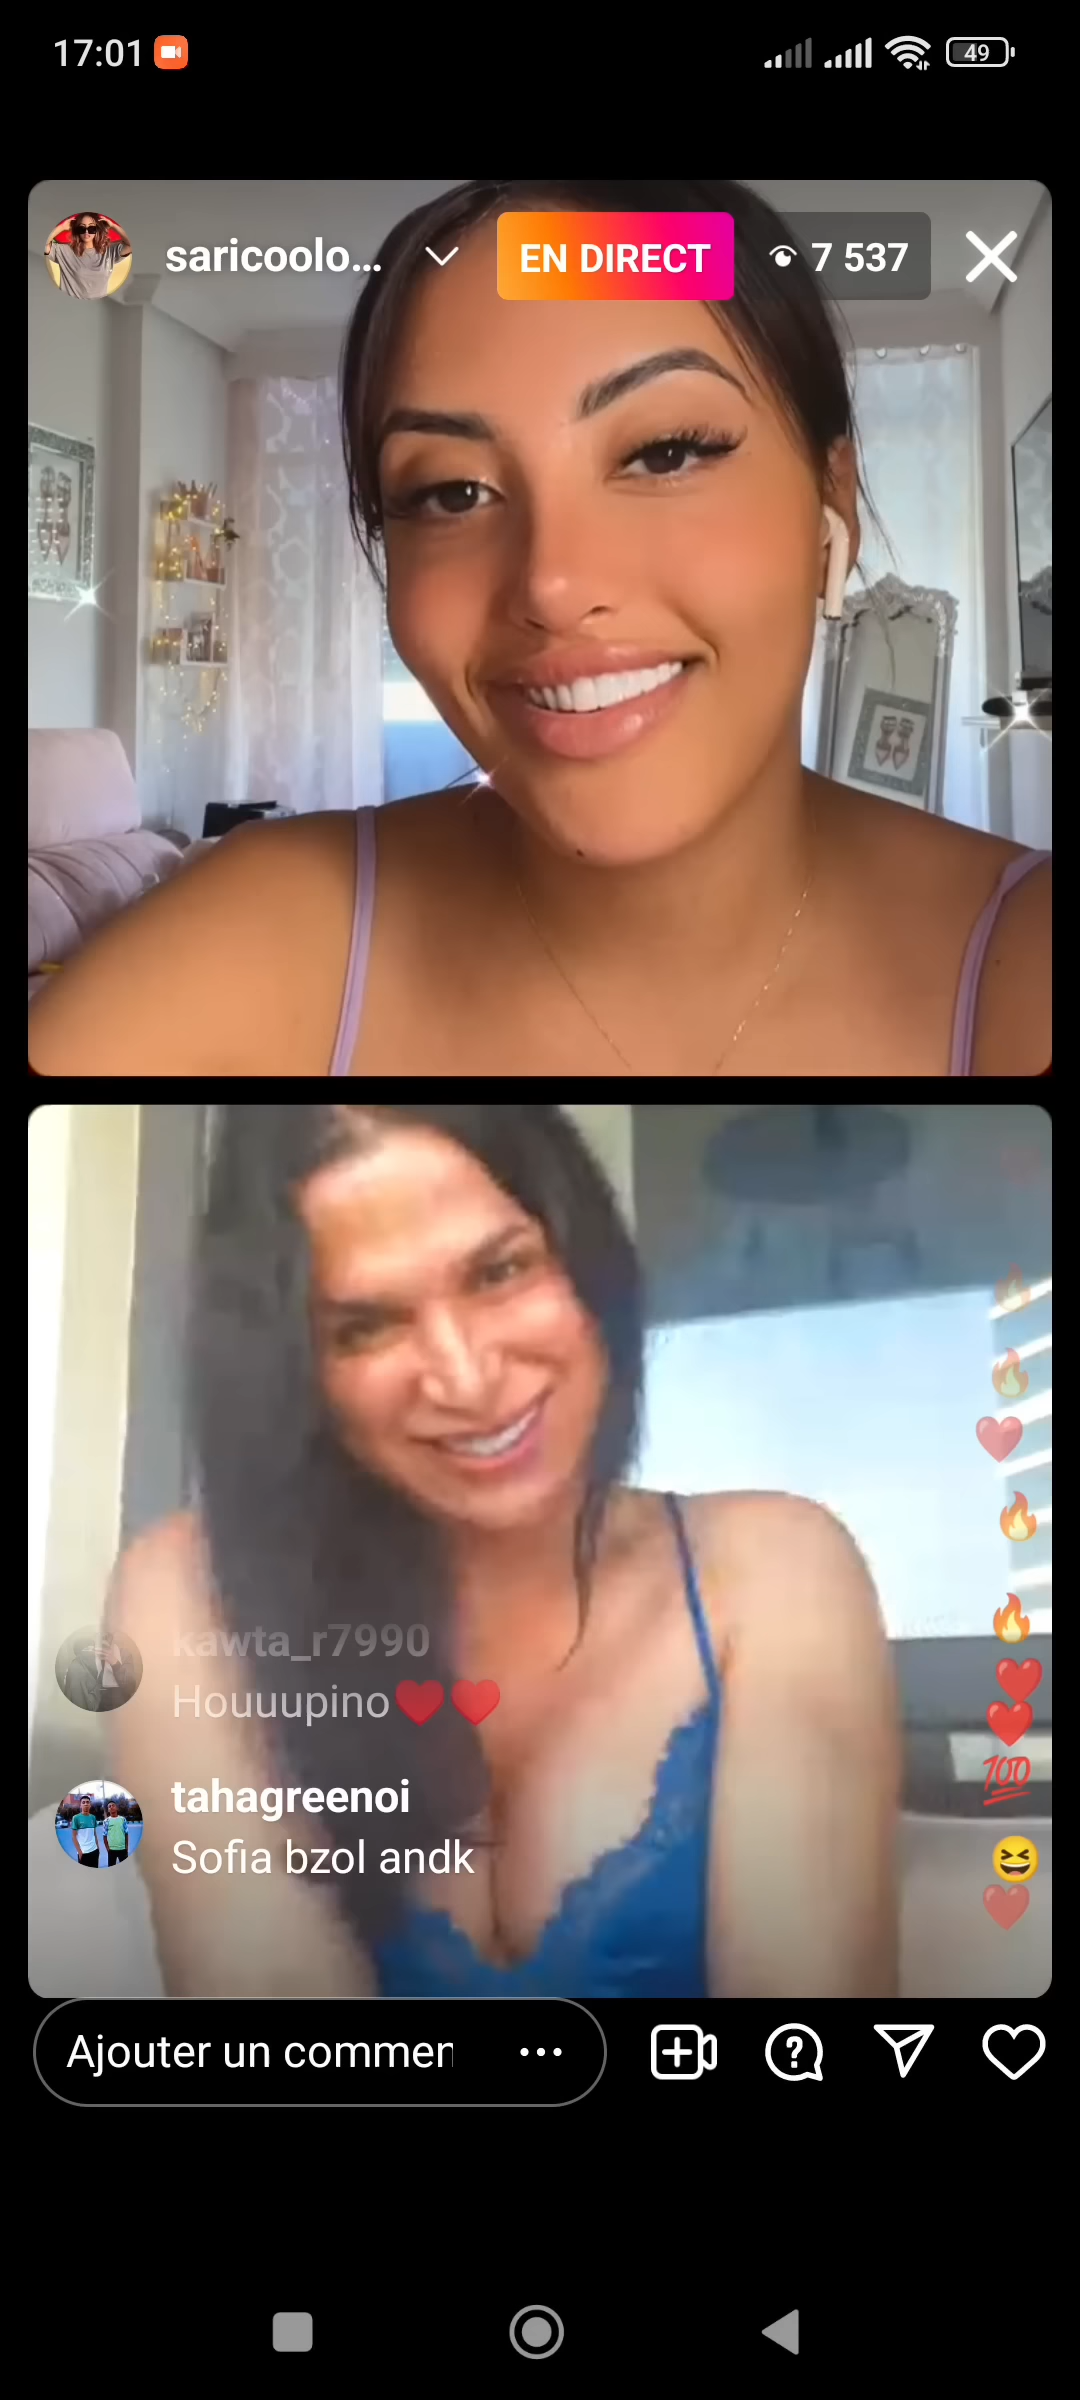 17:01
49
saricoolo...
EN DIRECT
7 537
kawta_r7990
Houuupino❤️❤️
tahagreenoi
Sofia bzol andk
Ajouter un commen